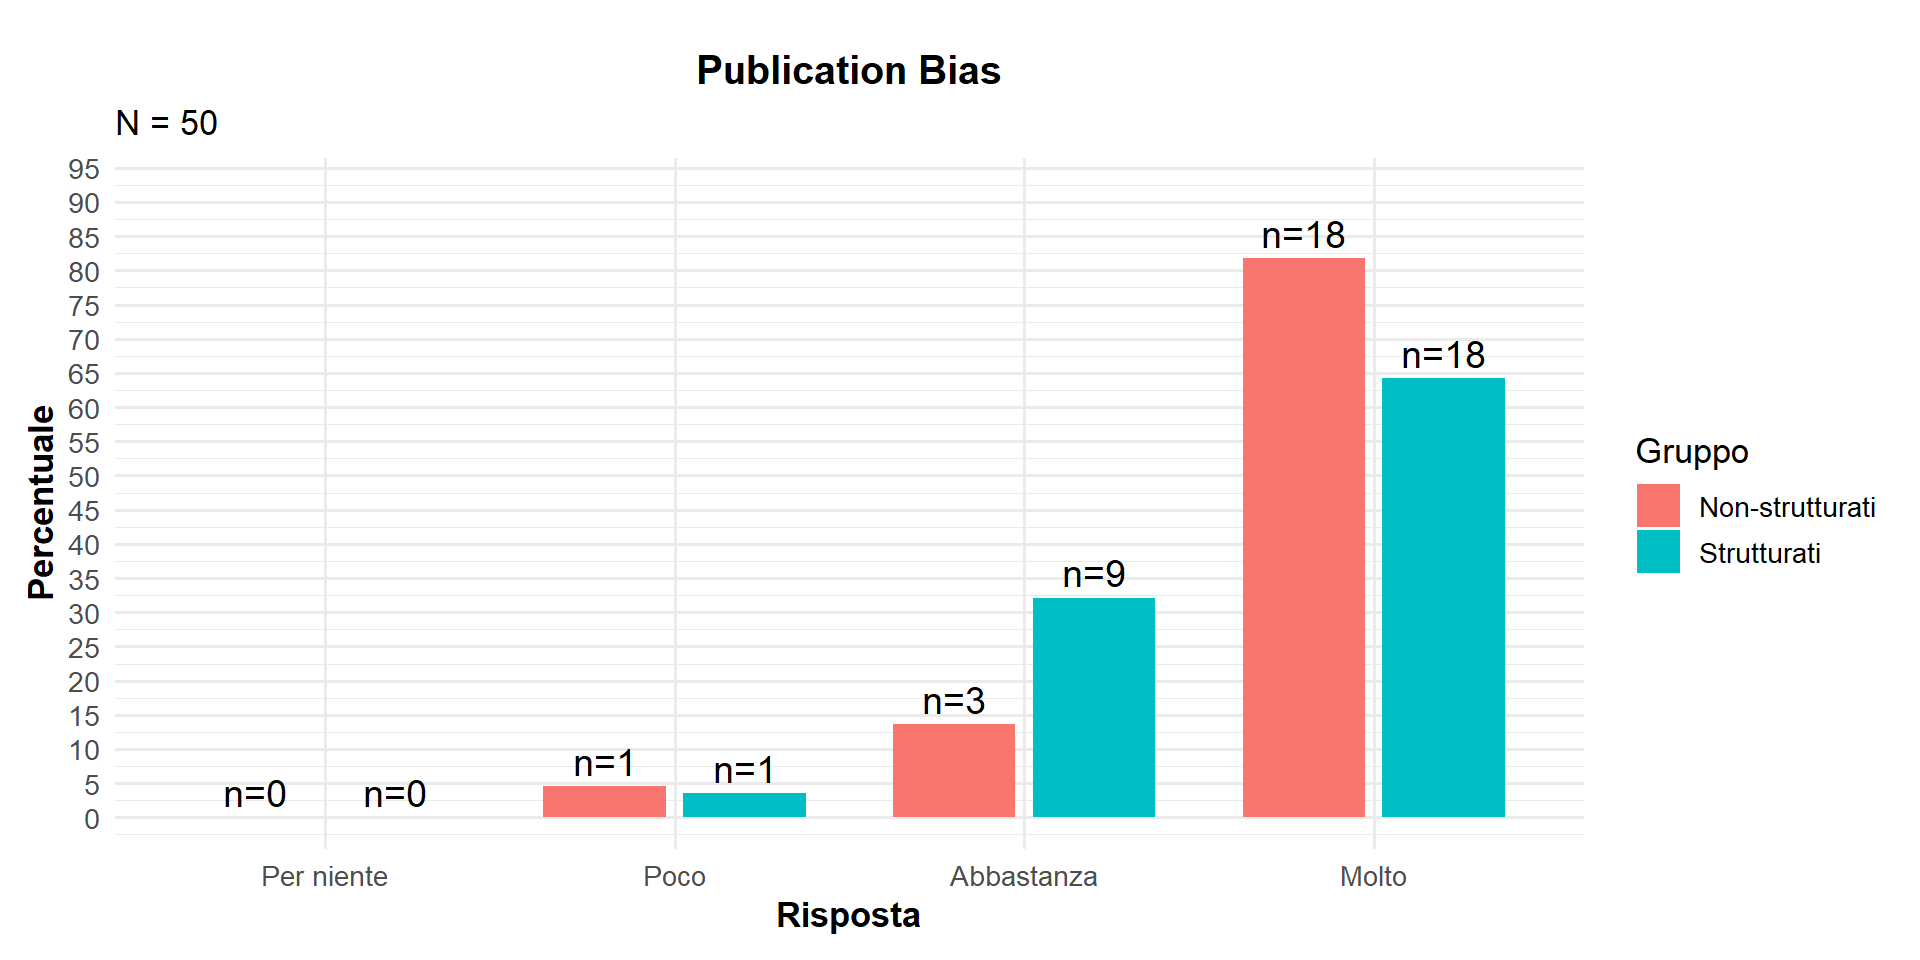 Publication Bias
N = 50
95
90
85
80
75
70
65
60
55
50
45
40
35
30
25
20
15
10
5
0
Percentuale
n=0
n=0
n=1
n=1
n=3
n=9
n=18
n=18
Per niente
Poco
Abbastanza
Molto
Risposta
Gruppo
Non-strutturati
Strutturati